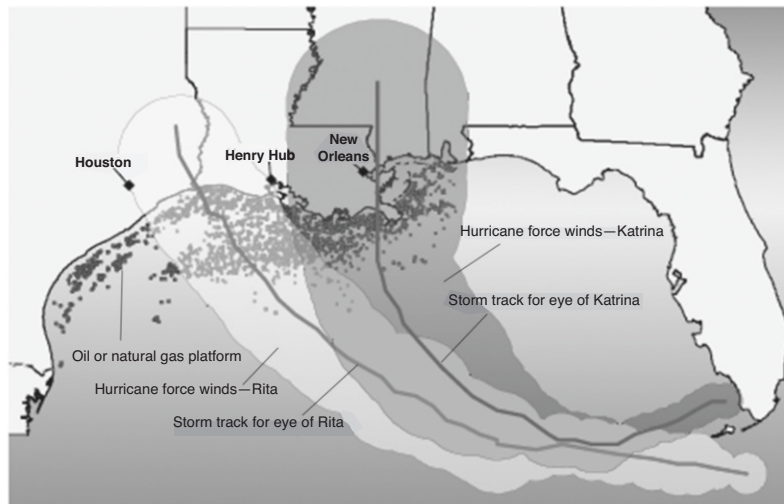 New
Orleans
Henry Hub
Houston
Hurricane force winds—Katrina
Storm track for eye of Katrina
Oil or natural gas platform
Hurricane force winds—Rita
Storm track for eye of Rita